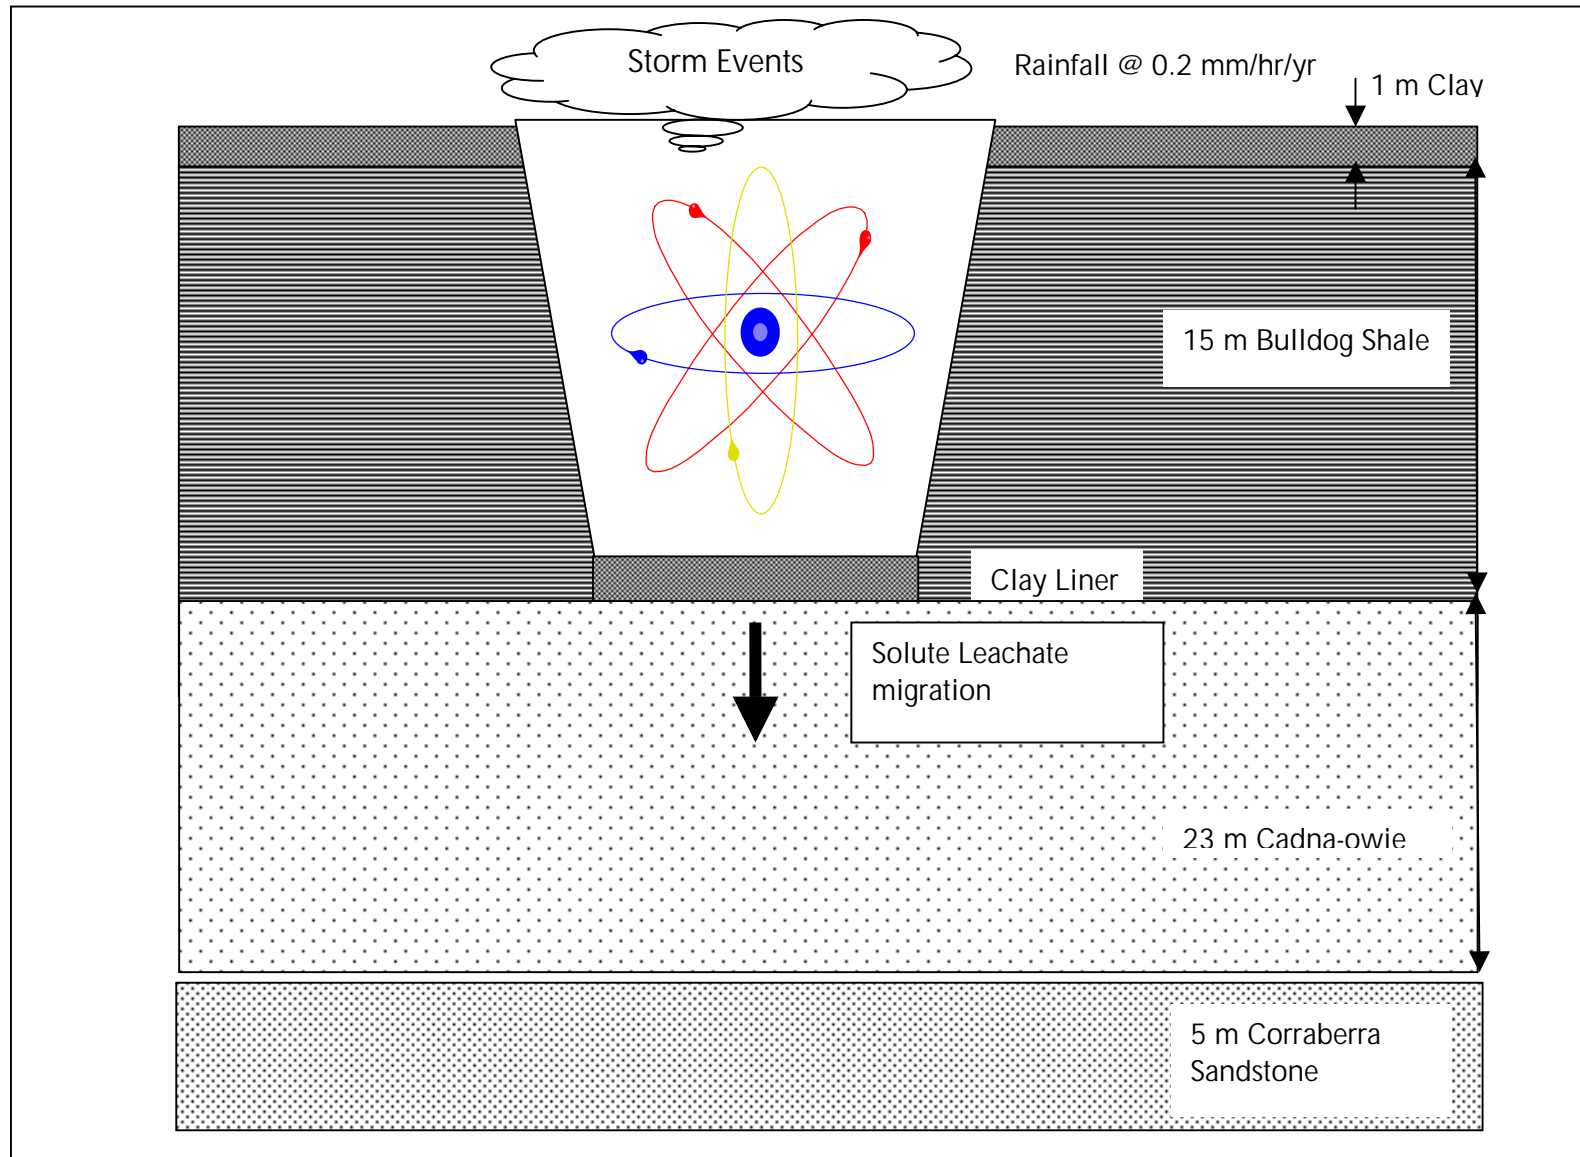 Storm Events
Rainfall @ 0.2 mm/hr/yr
1 m Clay
15 m Bulldog Shale
Clay Liner
Solute Leachate
migration
23 m Cadna-owie
5 m Corraberra
Sandstone